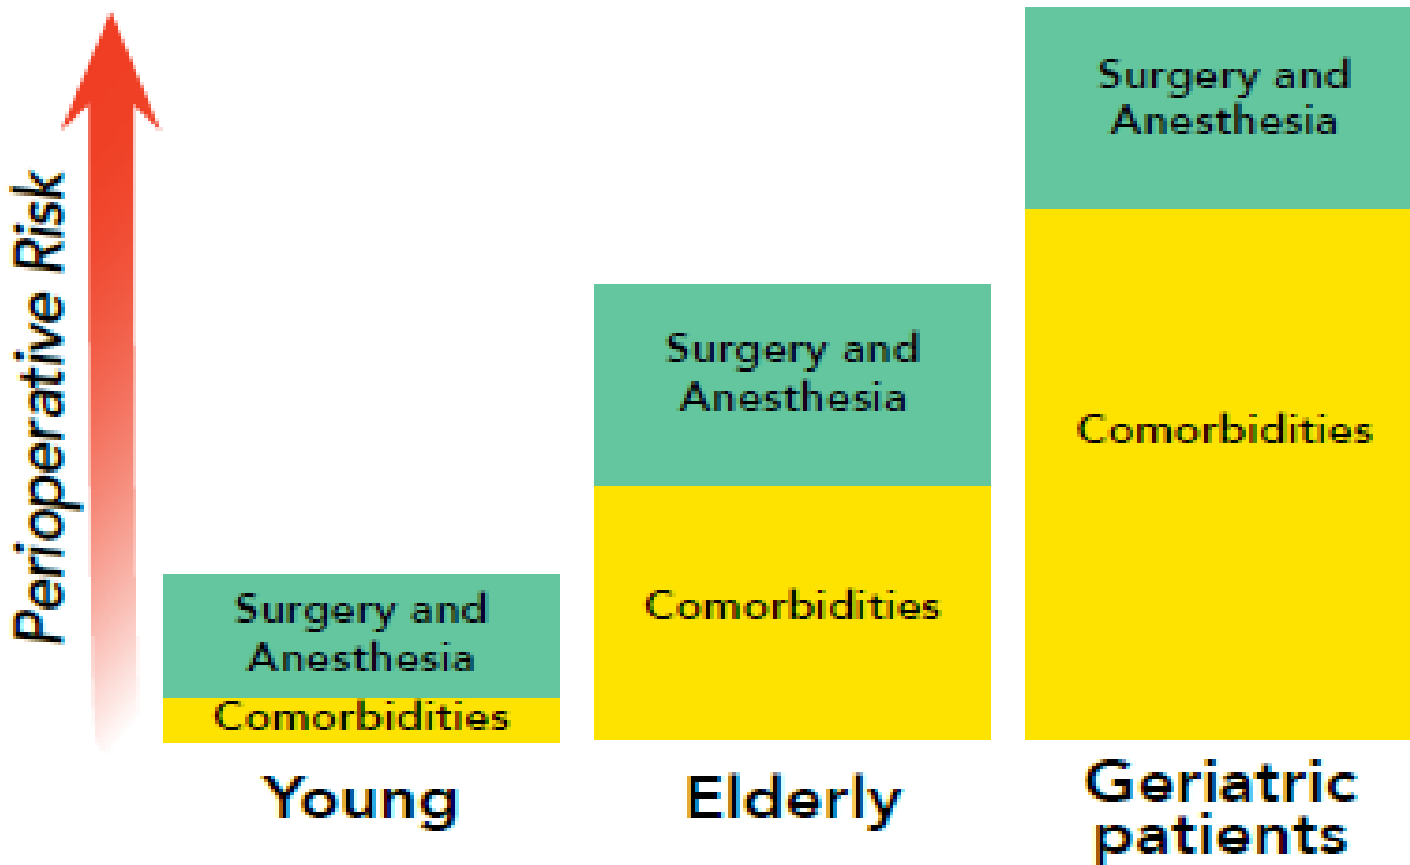 Perioperative Risk
Surgery and
Anesthesia
Comorbidities
Young
Surgery and
Anesthesia
Comorbidities
Elderly
Surgery and
Anesthesia
Comorbidities
Geriatric
patients